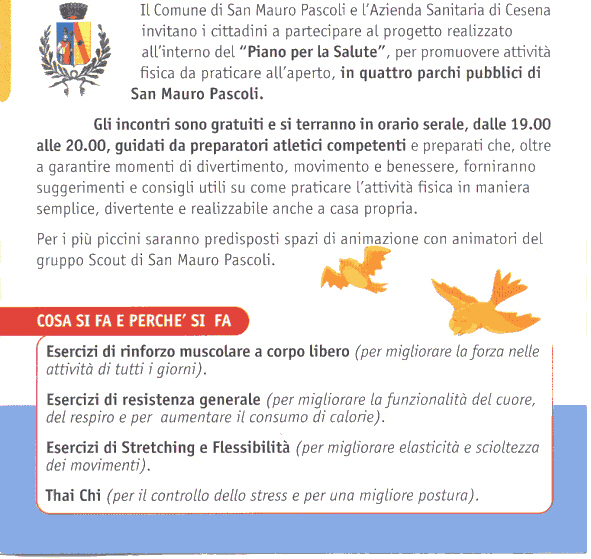 Il Comune di San Mauro Pascoli e l'Azienda Sanitaria di Cesena
invitano i cittadini a partecipare al progetto realizzato
all'interno del "Piano per la Salute", per promuovere attività
fisica da praticare all'aperto, in quattro parchi pubblici di
San Mauro Pascoli.
Gli incontri sono gratuiti e si terranno in orario serale, dalle 19.00
alle 20.00, guidati da preparatori atletici competenti e preparati che, oltre
a garantire momenti di divertimento, movimento e benessere, forniranno
suggerimenti e consigli utili su come praticare l'attività fisica in maniera
semplice, divertente e realizzabile anche a casa propria.
Per i più piccini saranno predisposti spazi di animazione con animatori del
gruppo Scout di San Mauro Pascoli.
COSA SI FA E PERCHE' SI FA
Esercizi di rinforzo muscolare a corpo libero (per migliorare la forza nelle
attività di tutti i giorni).
Esercizi di resistenza generale (per migliorare la funzionalità del cuore,
del respiro e per aumentare il consumo di calorie).
Esercizi di Stretching e Flessibilità (per migliorare elasticità e scioltezza
dei movimenti).
Thai Chi (per il controllo dello stress e per una migliore postura).